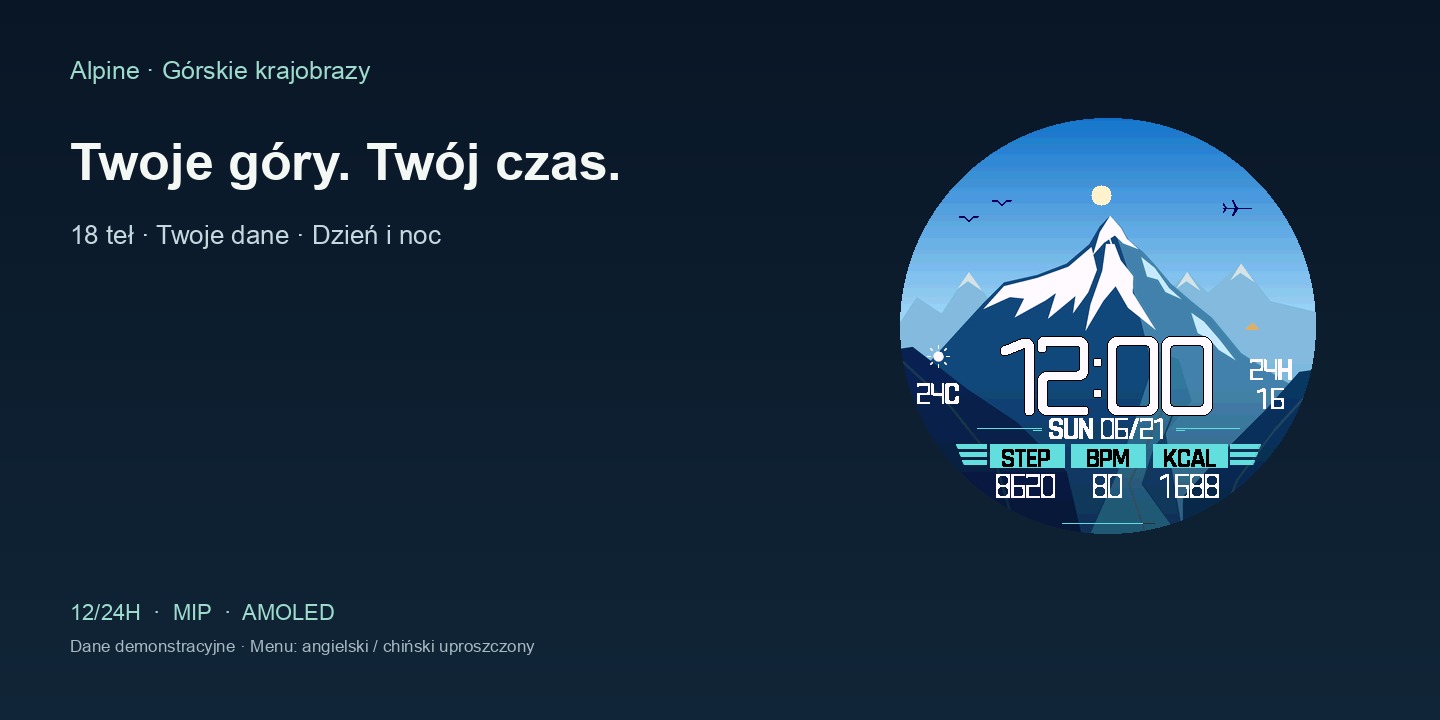 Alpine · Górskie krajobrazy
Twoje góry. Twój czas.
18 teł · Twoje dane · Dzień i noc
12:00
24C
24H
16
SUN 06/21
STEP BPM KCAL
8620 80 1688
12/24H · MIP · AMOLED
Dane demonstracyjne · Menu: angielski / chiński uproszczony